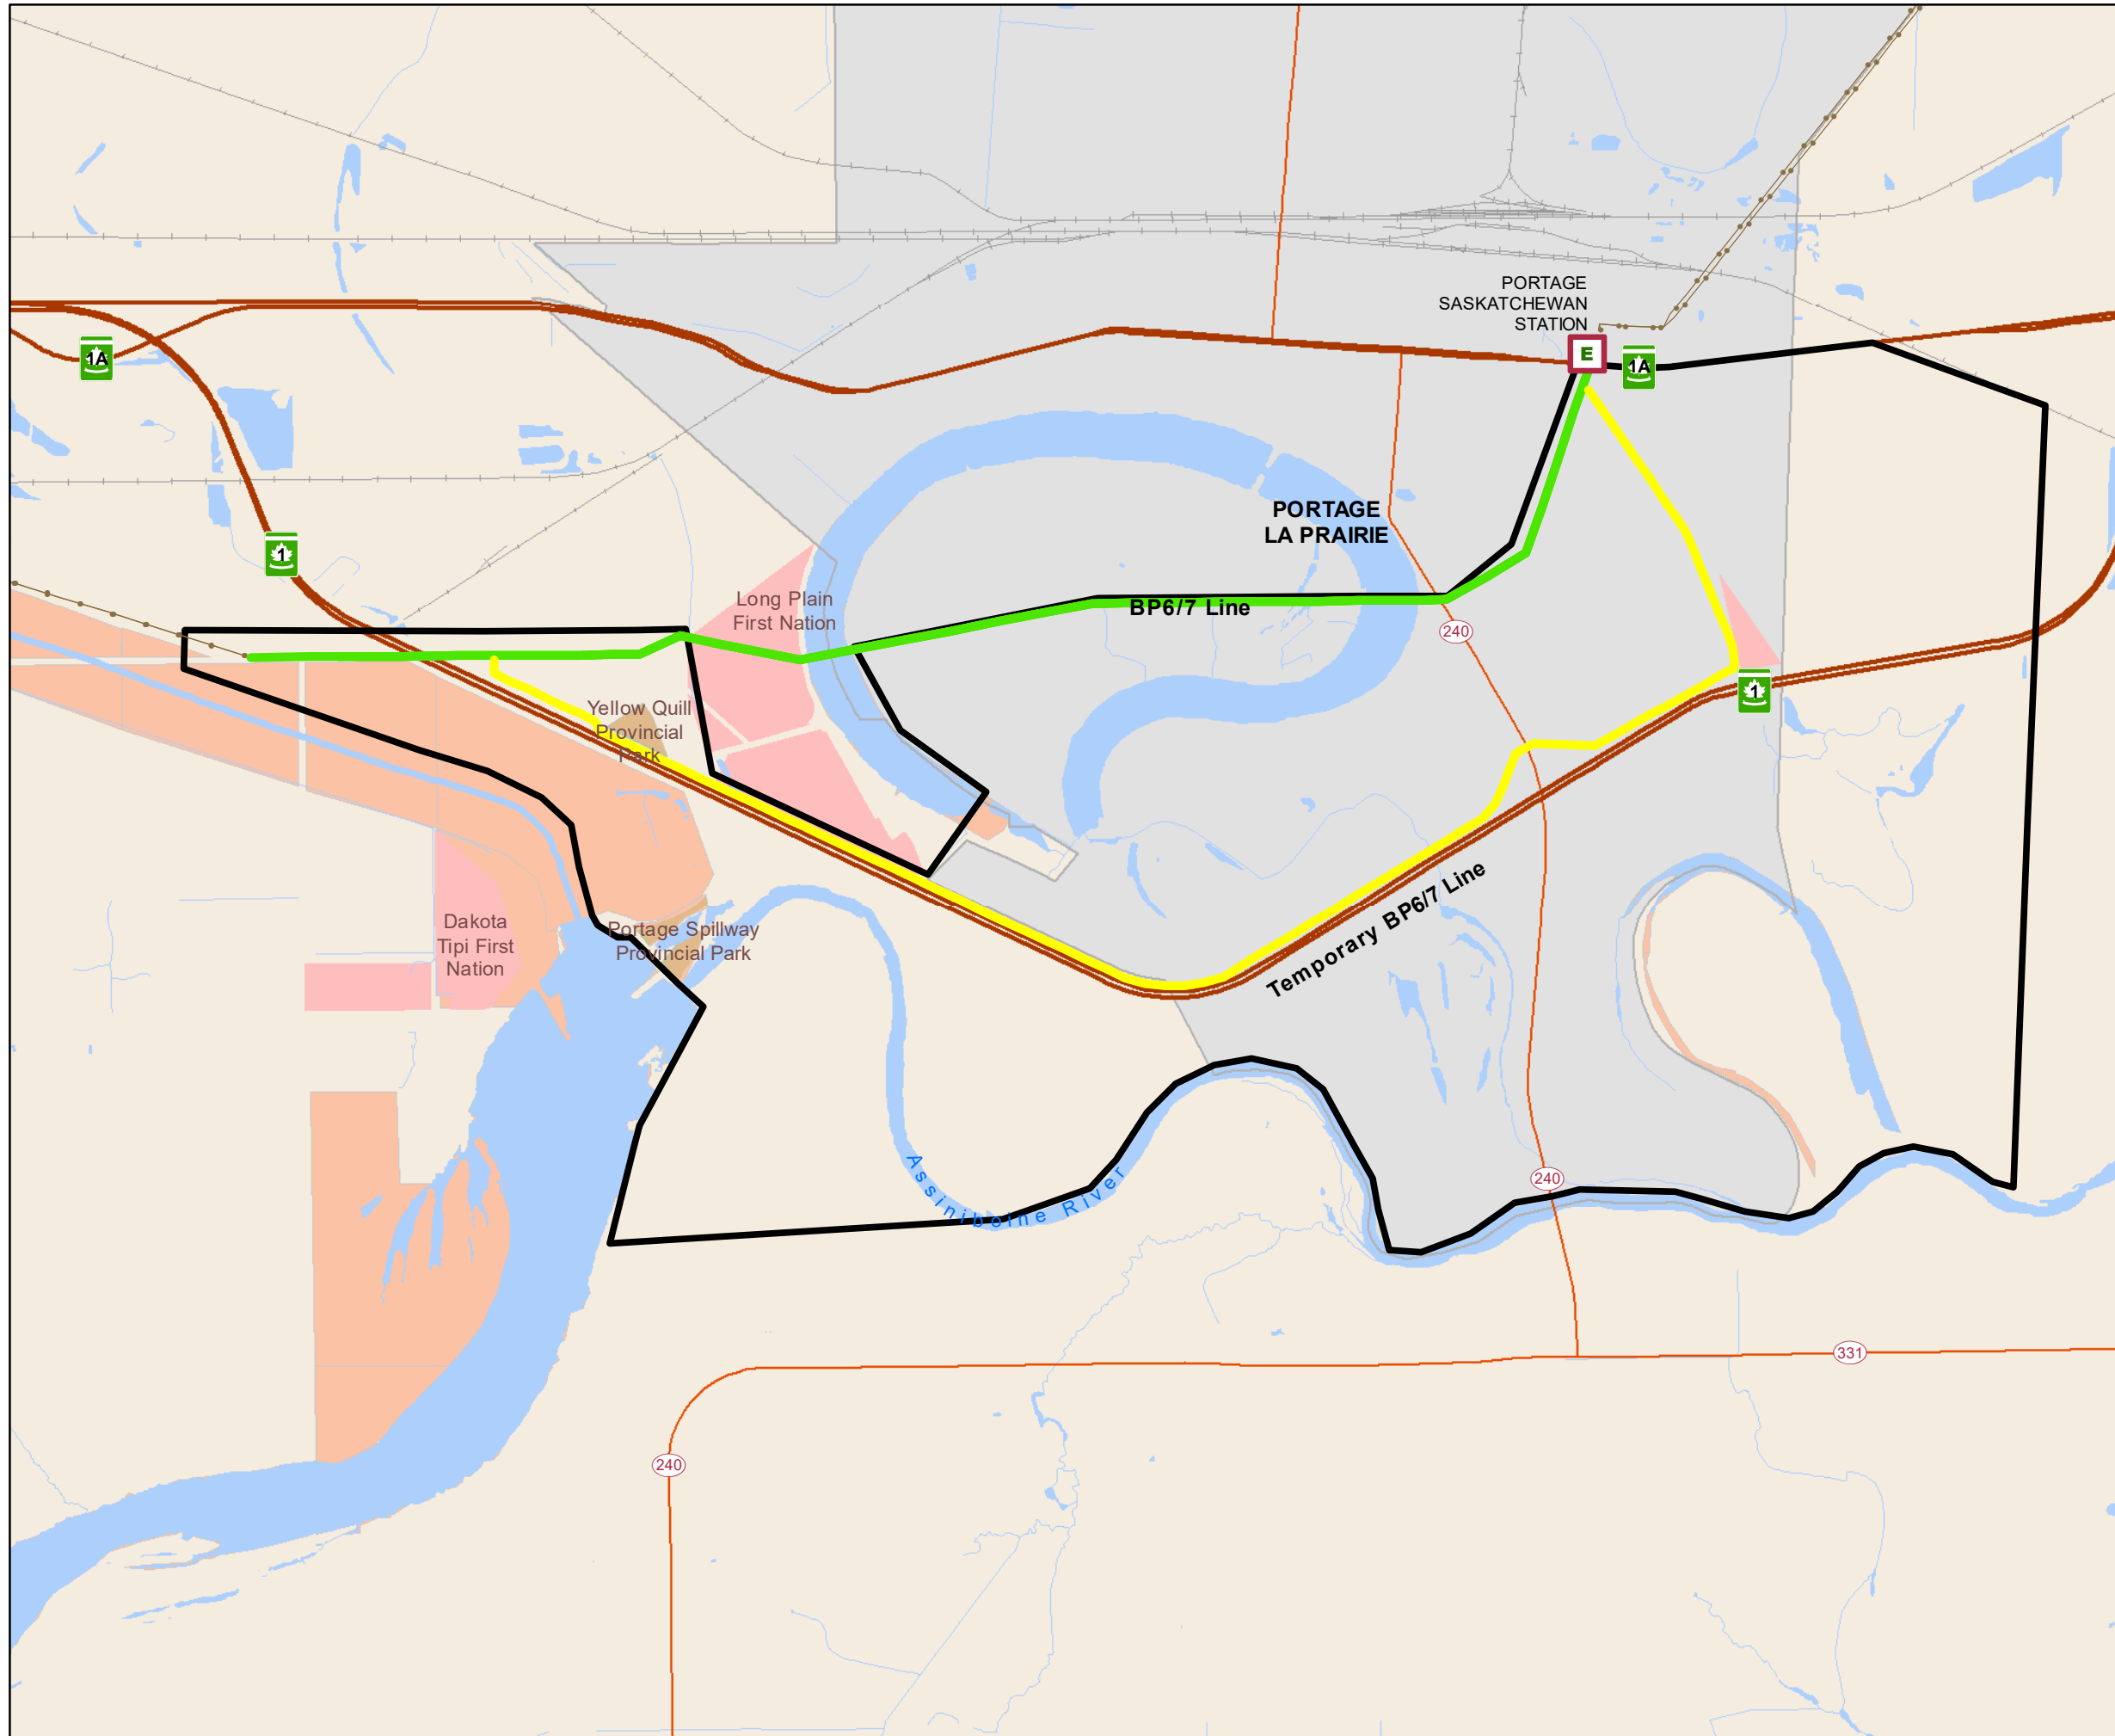 PORTAGE
SASKATCHEWAN
STATION
E
1A
1A
PORTAGE
LA PRAIRIE
1
Long Plain
First Nation
BP6/7 Line
240
1
Yellow Quill
Provincial
Park
Temporary BP6/7 Line
Dakota
Tipi First
Nation
Portage Spillway
Provincial Park
Assiniboine River
240
331
240